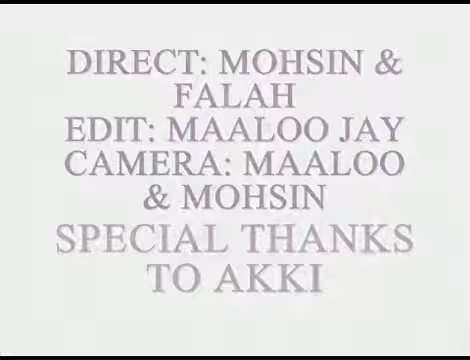 DIRECT: MOHSIN &
FALAH
EDIT: MAALOO JAY
CAMERA: MAALOO
& MOHSIN
SPECIAL THANKS
TO AKKI